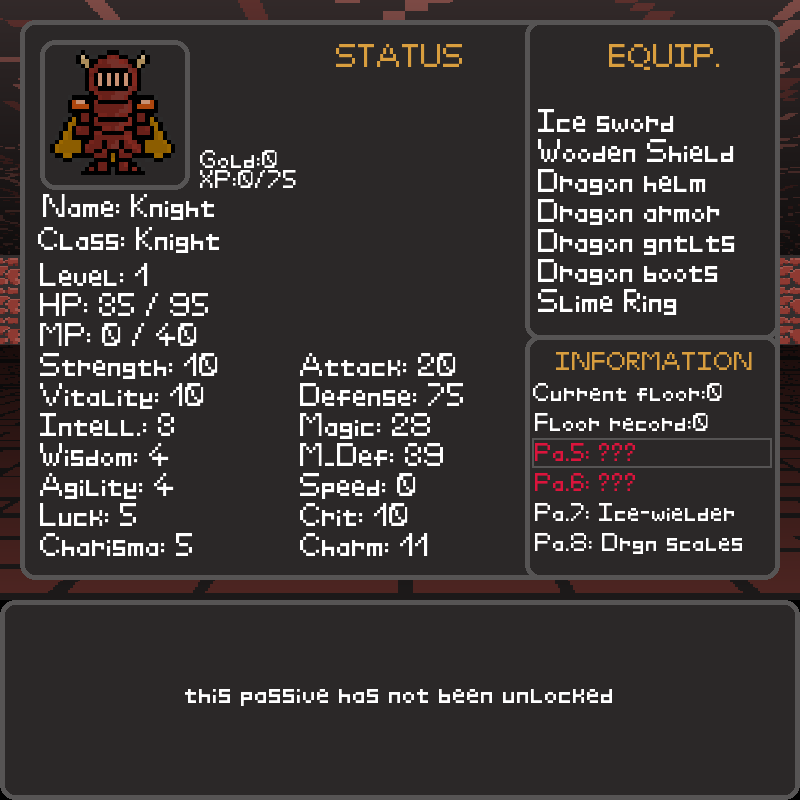 STATUS
Gold:0
XP:0/75
Name: Knight
Class: Knight
Level: 1
HP: 35 / 95
MP: 0 / 40
Strength: 10
Vitality: 10
Intell.: 3
Wisdom: 4
Agility: 4
Luck: 5
Charisma: 5
Attack: 20
Defense: 75
Magic: 28
M.Def: 39
Speed: 0
Crit: 10
Charm: 11
EQUIP.
Ice sword
Wooden Shield
Dragon helm
Dragon armor
Dragon gntlts
Dragon boots
Slime Ring
INFORMATION
Current floor:0
Floor record:0
Pa.5: ???
Pa.6: ???
Pa.7: Ice-wielder
Pa.8: Drgn scales
this passive has not been unlocked